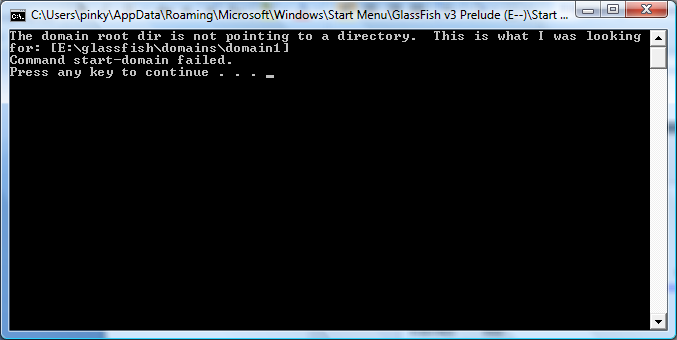 C:\Users\pinky\AppData\Roaming\Microsoft\Windows\Start Menu\GlassFish v3 Prelude (E--)\Start ...
The domain root dir is not pointing to a directory.  This is what I was looking
for: [E:\glassfish\domains\domain1]
Command start-domain failed.
Press any key to continue . . . _